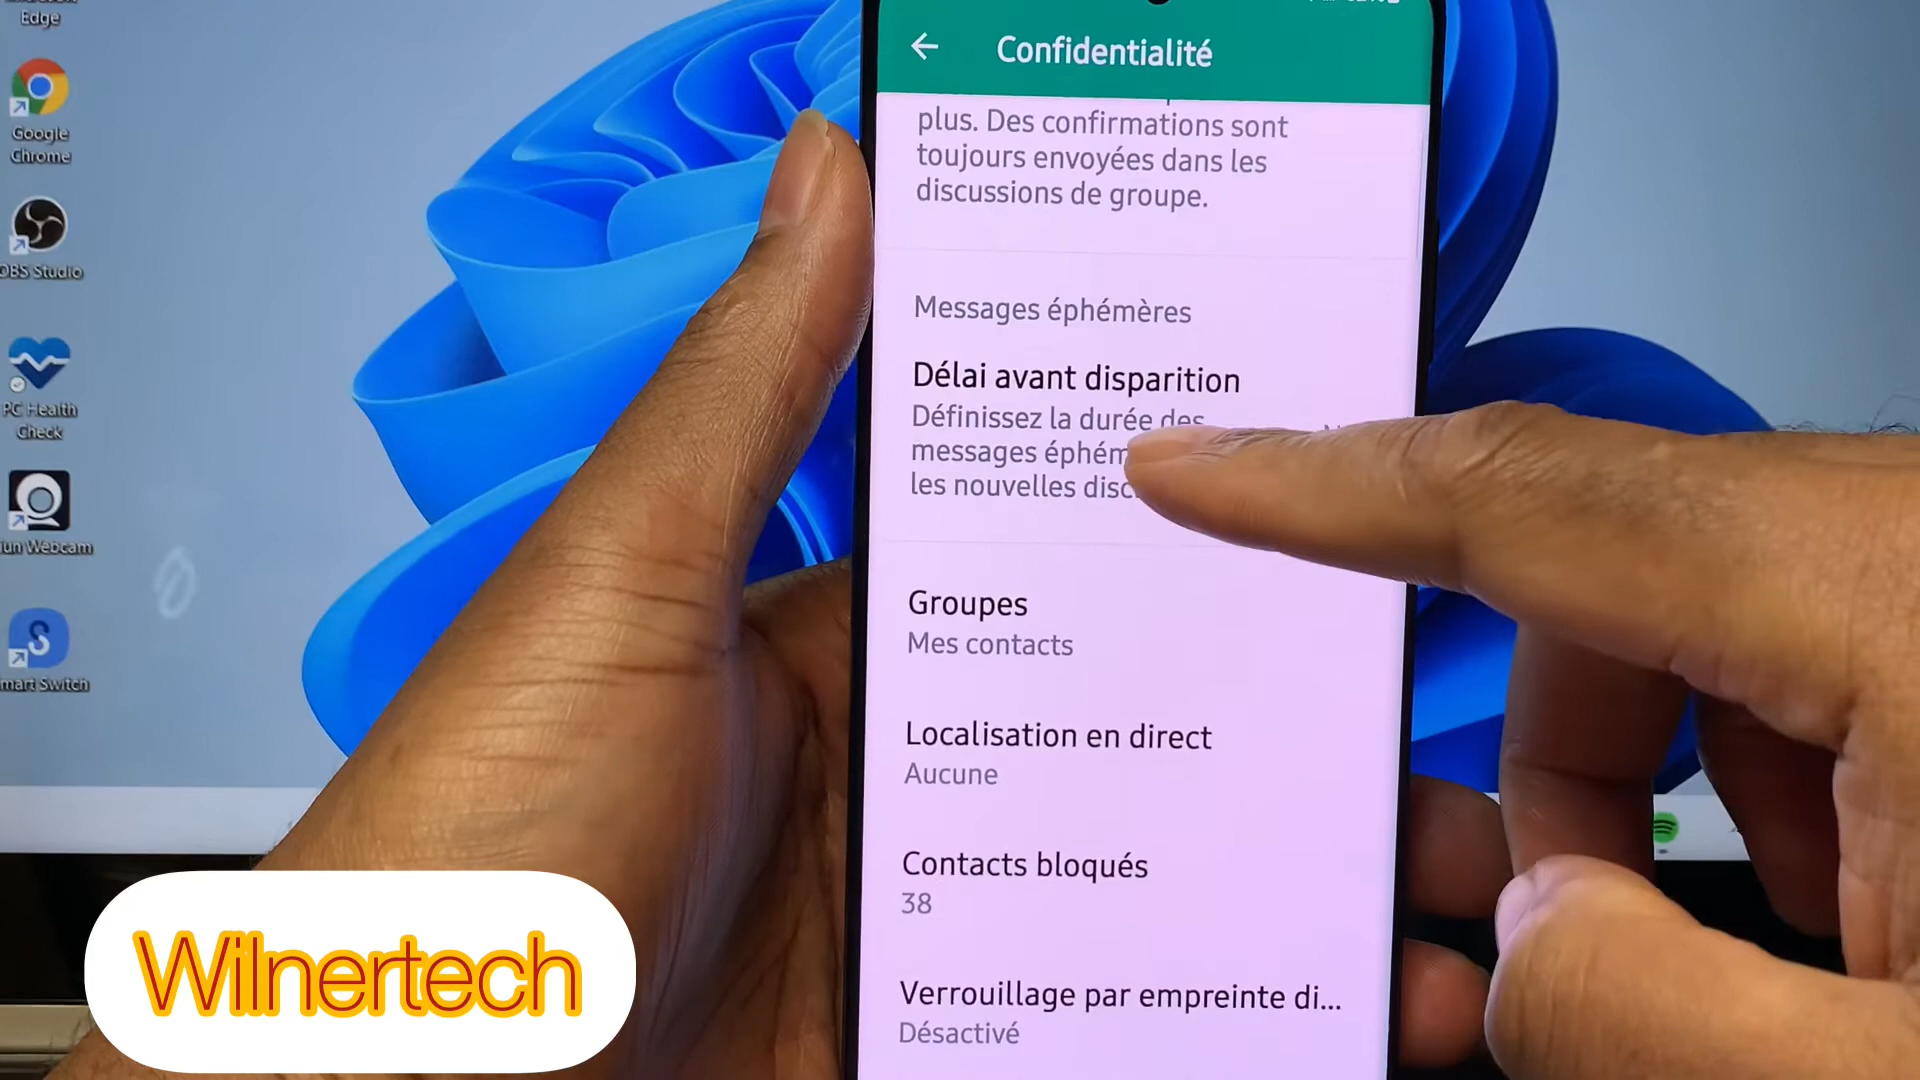 Edge
Google
Chrome
OBS Studio
PC Health
Check
Webcam
Smart Switch
Confidentialité
plus. Des confirmations sont
toujours envoyées dans les
discussions de groupe.
Messages éphémères
Délai avant disparition
Définissez la durée des
messages éphém
les nouvelles disc
Groupes
Mes contacts
Localisation en direct
Aucune
Contacts bloqués
38
Verrouillage par empreinte di...
Désactivé
Wilnertech